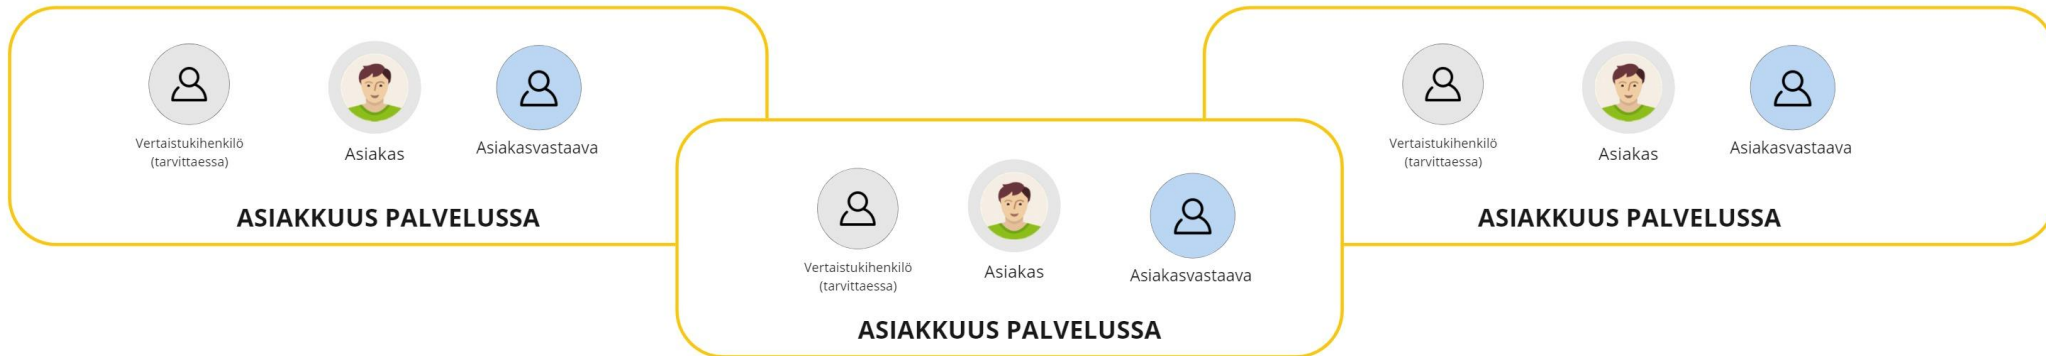 Vertaistukihenkilö
(tarvittaessa)
Asiakas
Asiakasvastaava
ASIAKKUUS PALVELUSSA
Vertaistukihenkilö
(tarvittaessa)
Asiakas
Asiakasvastaava
ASIAKKUUS PALVELUSSA
Vertaistukihenkilö
(tarvittaessa)
Asiakas
Asiakasvastaava
ASIAKKUUS PALVELUSSA